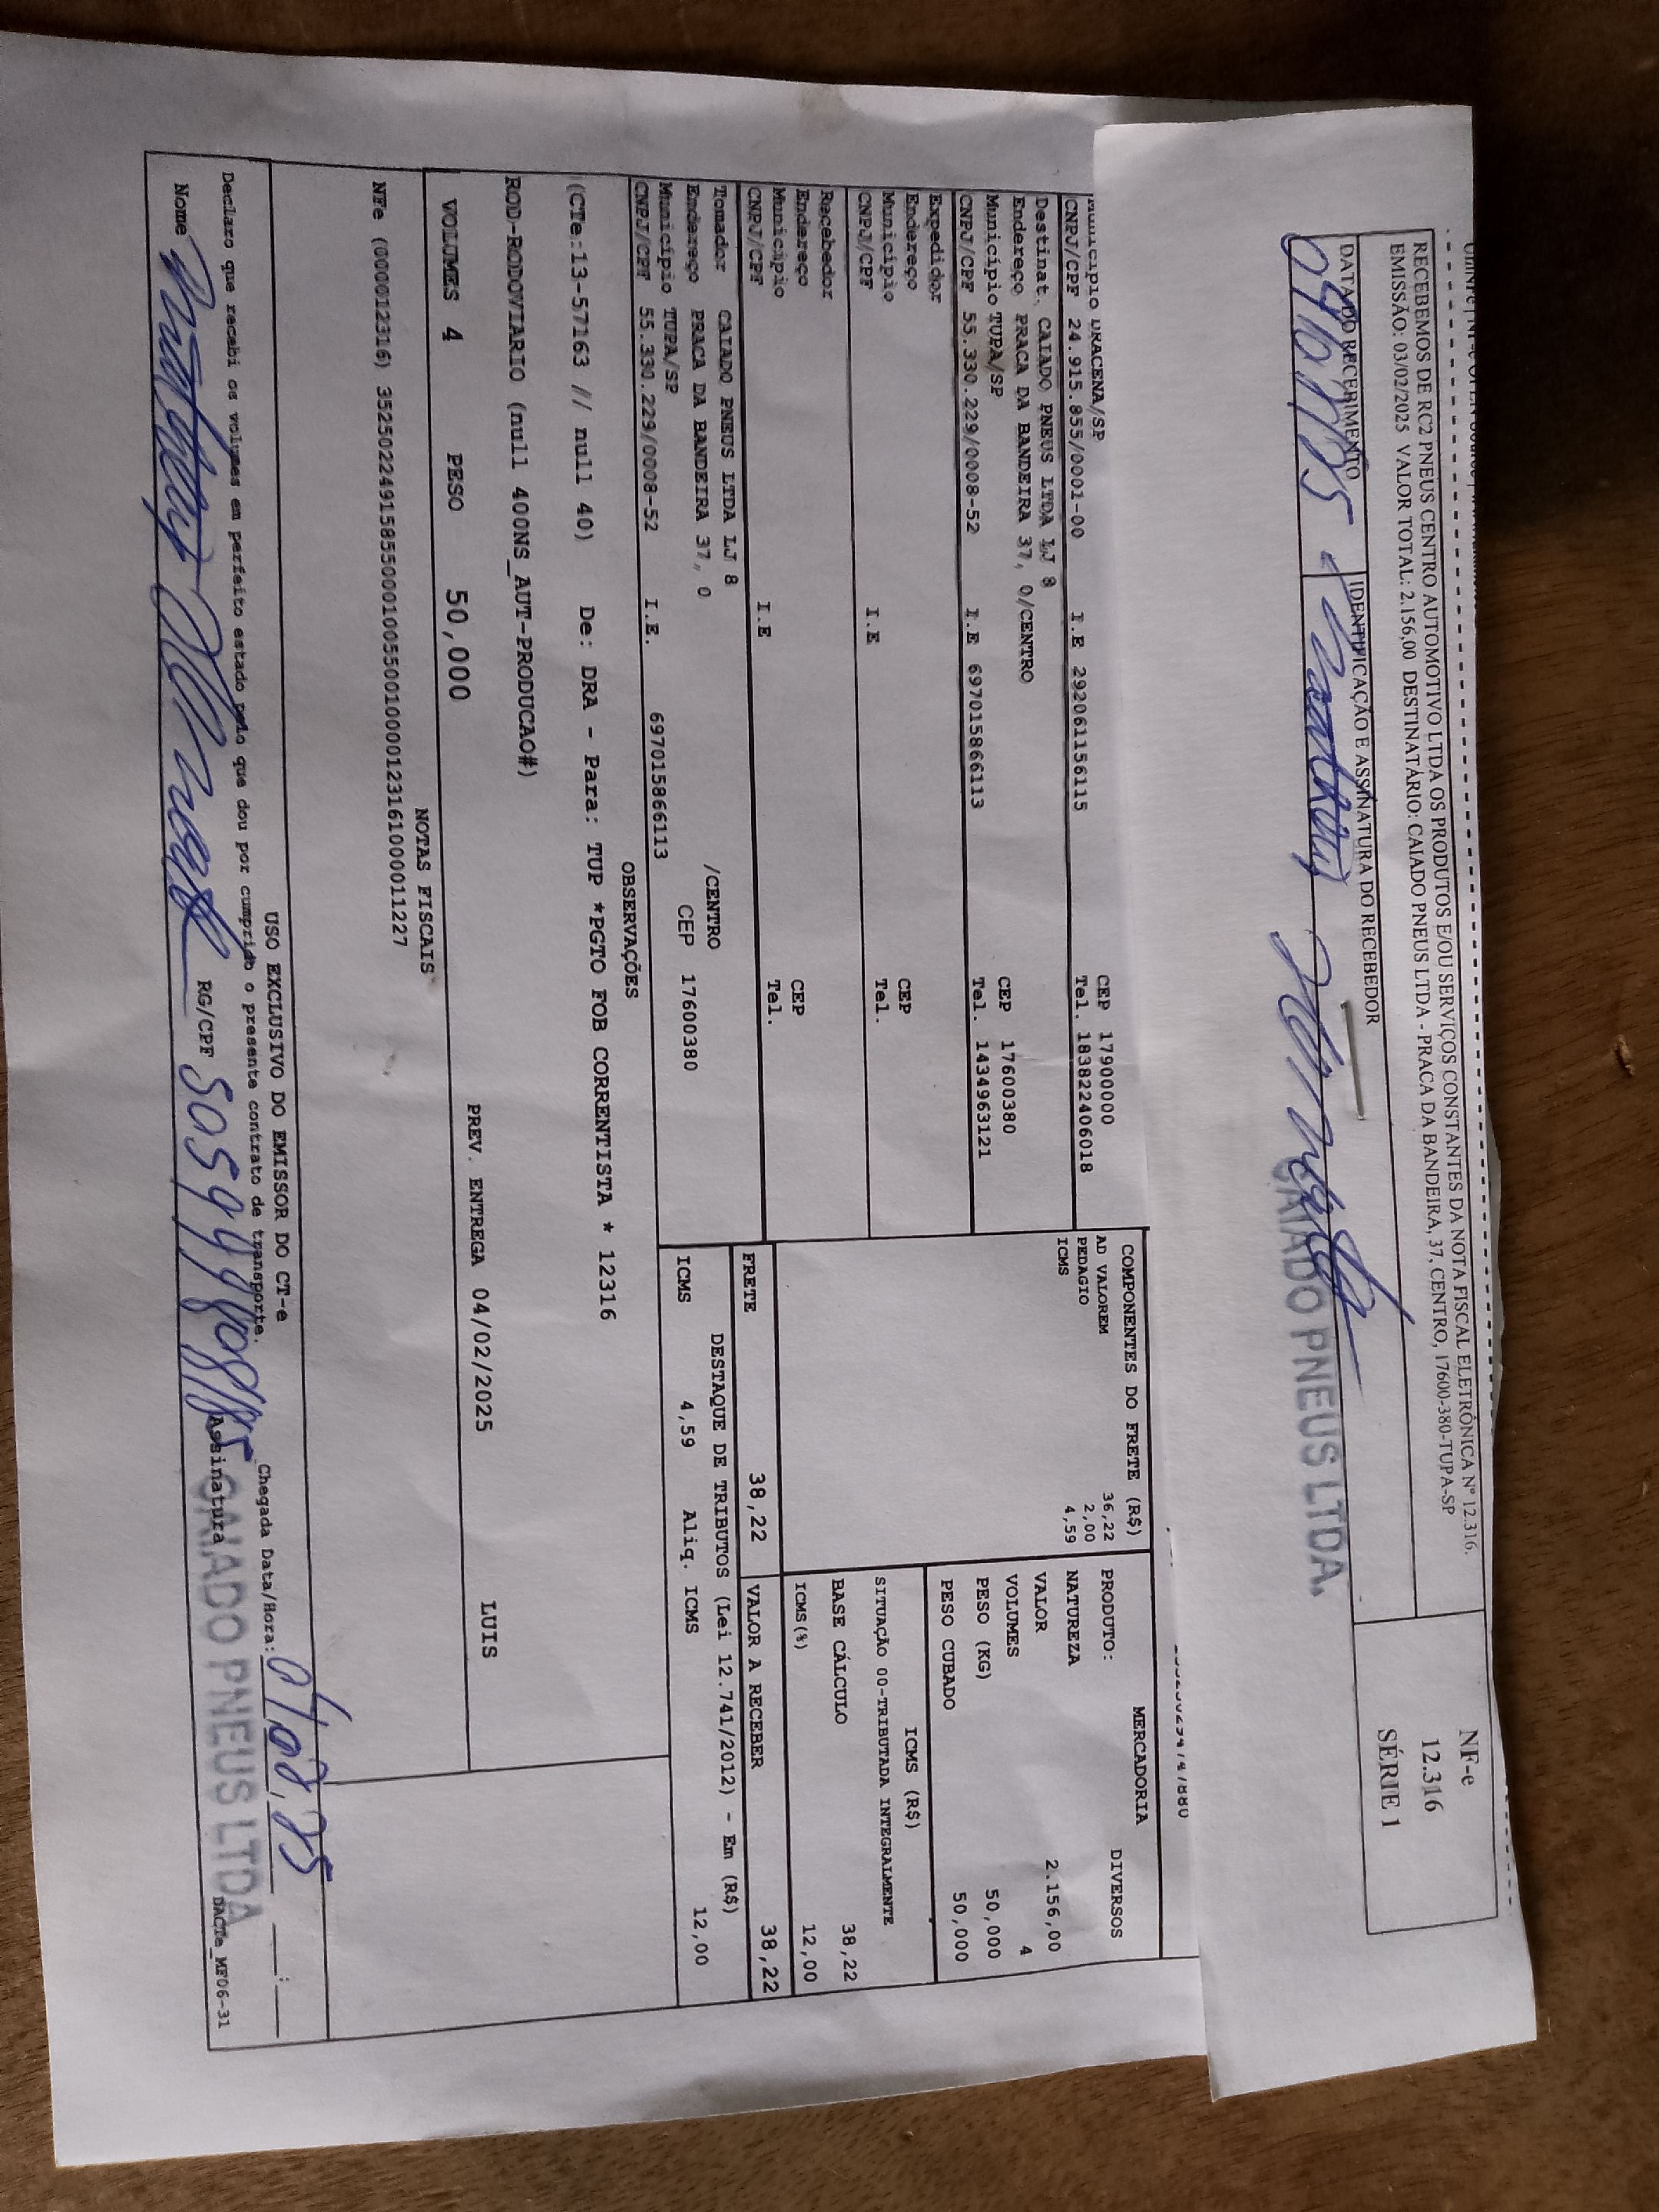 RECEBEMOS DE RC2 PNEUS CENTRO AUTOMOTIVO LTDA OS PRODUTOS E/OU SERVIÇOS CONSTANTES DA NOTA FISCAL ELETRÔNICA Nº 12.316.
EMISSÃO: 03/02/2025 VALOR TOTAL: 2.156,00 DESTINATÁRIO: CAIADO PNEUS LTDA - PRACA DA BANDEIRA, 37, CENTRO, 17600-380-TUPA-SP
NF-e
12.316
SÉRIE 1
DATA DO RECEBIMENTO
IDENTIFICAÇÃO E ASSINATURA DO RECEBEDOR
CAIADO PNEUS LTDA.
Município DRACENA/SP CEP 17900000
CNPJ/CPF 24.915.855/0001-00 I.E 292061156115 Tel. 183822406018
Destinat. CAIADO PNEUS LTDA LJ 8
Endereço PRACA DA BANDEIRA 37, 0/CENTRO
Município TUPA/SP CEP 17600380
CNPJ/CPF 55.330.229/0008-52 I.E 697015866113 Tel. 1434963121
Expedidor
Endereço
Município CEP
CNPJ/CPF I.E Tel.
Recebedor
Endereço
Município CEP
CNPJ/CPF I.E Tel.
Tomador CAIADO PNEUS LTDA LJ 8
Endereço PRACA DA BANDEIRA 37, 0 /CENTRO
Município TUPA/SP CEP 17600380
CNPJ/CPF 55.330.229/0008-52 I.E. 697015866113
COMPONENTES DO FRETE (R$)
AD VALOREM 36,22
PEDAGIO 2,00
ICMS 4,59
MERCADORIA
PRODUTO: DIVERSOS
NATUREZA
VALOR 2.156,00
VOLUMES 4
PESO (KG) 50,000
PESO CUBADO 50,000
ICMS (R$)
SITUAÇÃO 00-TRIBUTADA INTEGRALMENTE
BASE CÁLCULO 38,22
ICMS(%) 12,00
FRETE 38,22 VALOR A RECEBER 38,22
DESTAQUE DE TRIBUTOS (Lei 12.741/2012) - Em (R$)
ICMS 4,59 Aliq. ICMS 12,00
OBSERVAÇÕES
(CTe:13-57163 // null 40) De: DRA - Para: TUP *PGTO FOB CORRENTISTA * 12316
ROD-RODOVIARIO (null 400NS_AUT-PRODUCAO#)
VOLUMES 4 PESO 50,000 PREV. ENTREGA 04/02/2025 LUIS
NOTAS FISCAIS
NFe (000012316) 35250224915855000100550010000123161000011227
USO EXCLUSIVO DO EMISSOR DO CT-e
Declaro que recebi os volumes em perfeito estado pelo que dou por cumprido o presente contrato de transporte.
Chegada Data/Hora:
Nome RG/CPF Assinatura
CAIADO PNEUS LTDA
DACTe_MF06-31